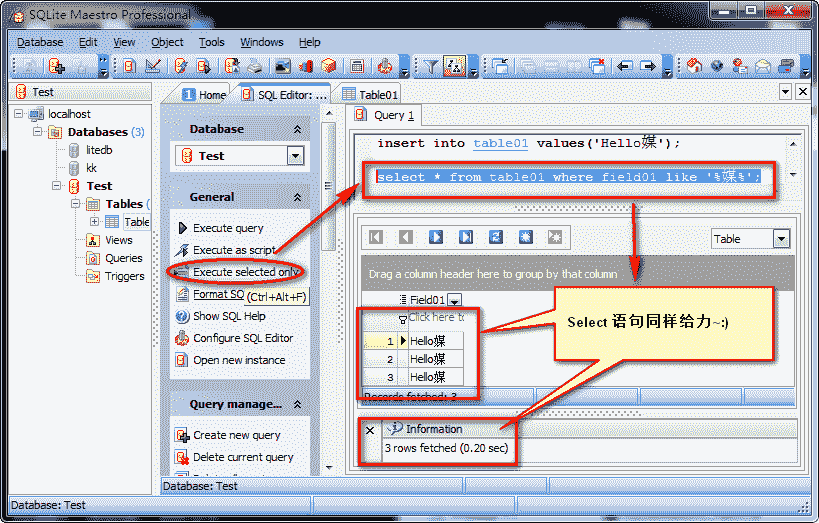 SQLite Maestro Professional
Database Edit View Object Tools Windows Help
Test
localhost
Databases (3)
litedb
kk
Test
Tables
Table
Views
Queries
Triggers
1 Home
SQL Editor: ...
Table01
Database
Test
General
Execute query
Execute as script
Execute selected only
Format SQ
(Ctrl+Alt+F)
Show SQL Help
Configure SQL Editor
Open new instance
Query manage...
Create new query
Delete current query
Query 1
insert into table01 values('Hello媒');
select * from table01 where field01 like '%媒%';
Table
Drag a column header here to group by that column
Field01
Click here to
1 Hello媒
2 Hello媒
3 Hello媒
Records fetched: 3
Select 语句同样给力~:)
Information
3 rows fetched (0.20 sec)
Database: Test
Database: Test